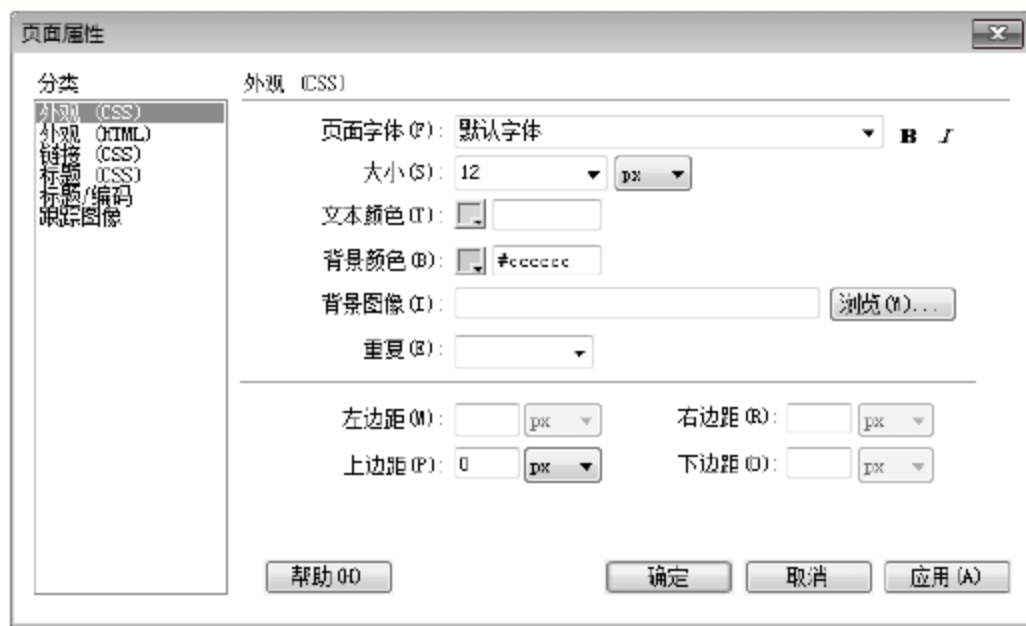 页面属性
分类
外观 (CSS)
外观 (HTML)
链接 (CSS)
标题 (CSS)
标题/编码
跟踪图像
外观 (CSS)
页面字体(F): 默认字体 B I
大小(S): 12 px
文本颜色(T):
背景颜色(B): #cccccc
背景图像(I): 浏览(W)...
重复(E):
左边距(M): px 右边距(R): px
上边距(P): 0 px 下边距(O): px
帮助(H) 确定 取消 应用(A)